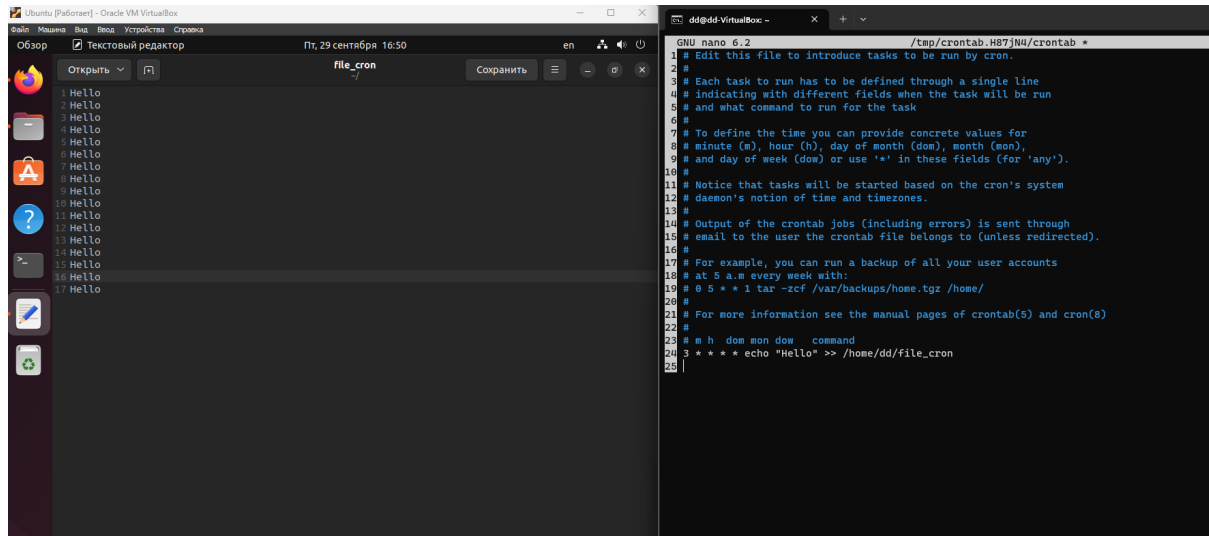 Ubuntu [Работает] - Oracle VM VirtualBox
Файл Машина Вид Ввод Устройства Справка
Обзор Текстовый редактор Пт, 29 сентября 16:50 en
Открыть file_cron Сохранить
~/
1 Hello
2 Hello
3 Hello
4 Hello
5 Hello
6 Hello
7 Hello
8 Hello
9 Hello
10 Hello
11 Hello
12 Hello
13 Hello
14 Hello
15 Hello
16 Hello
17 Hello
dd@dd-VirtualBox: ~
GNU nano 6.2 /tmp/crontab.H87jN4/crontab *
1 # Edit this file to introduce tasks to be run by cron.
2 #
3 # Each task to run has to be defined through a single line
4 # indicating with different fields when the task will be run
5 # and what command to run for the task
6 #
7 # To define the time you can provide concrete values for
8 # minute (m), hour (h), day of month (dom), month (mon),
9 # and day of week (dow) or use '*' in these fields (for 'any').
10 #
11 # Notice that tasks will be started based on the cron's system
12 # daemon's notion of time and timezones.
13 #
14 # Output of the crontab jobs (including errors) is sent through
15 # email to the user the crontab file belongs to (unless redirected).
16 #
17 # For example, you can run a backup of all your user accounts
18 # at 5 a.m every week with:
19 # 0 5 * * 1 tar -zcf /var/backups/home.tgz /home/
20 #
21 # For more information see the manual pages of crontab(5) and cron(8)
22 #
23 # m h  dom mon dow   command
24 3 * * * * echo "Hello" >> /home/dd/file_cron
25